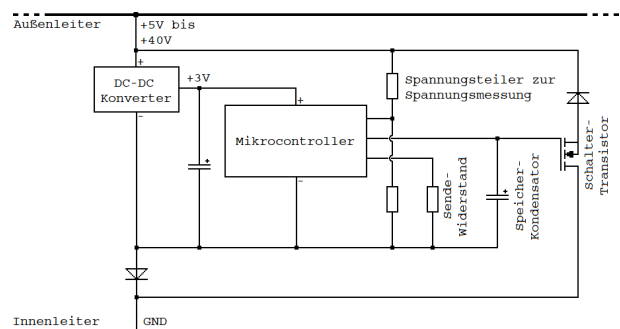 Außenleiter
+5V bis
+40V
+
DC-DC
Konverter
-
+3V
+
Mikrocontroller
-
+
Spannungsteiler zur
Spannungsmessung
Sende-
Widerstand
+
Speicher-
Kondensator
Schalter-
Transistor
Innenleiter
GND